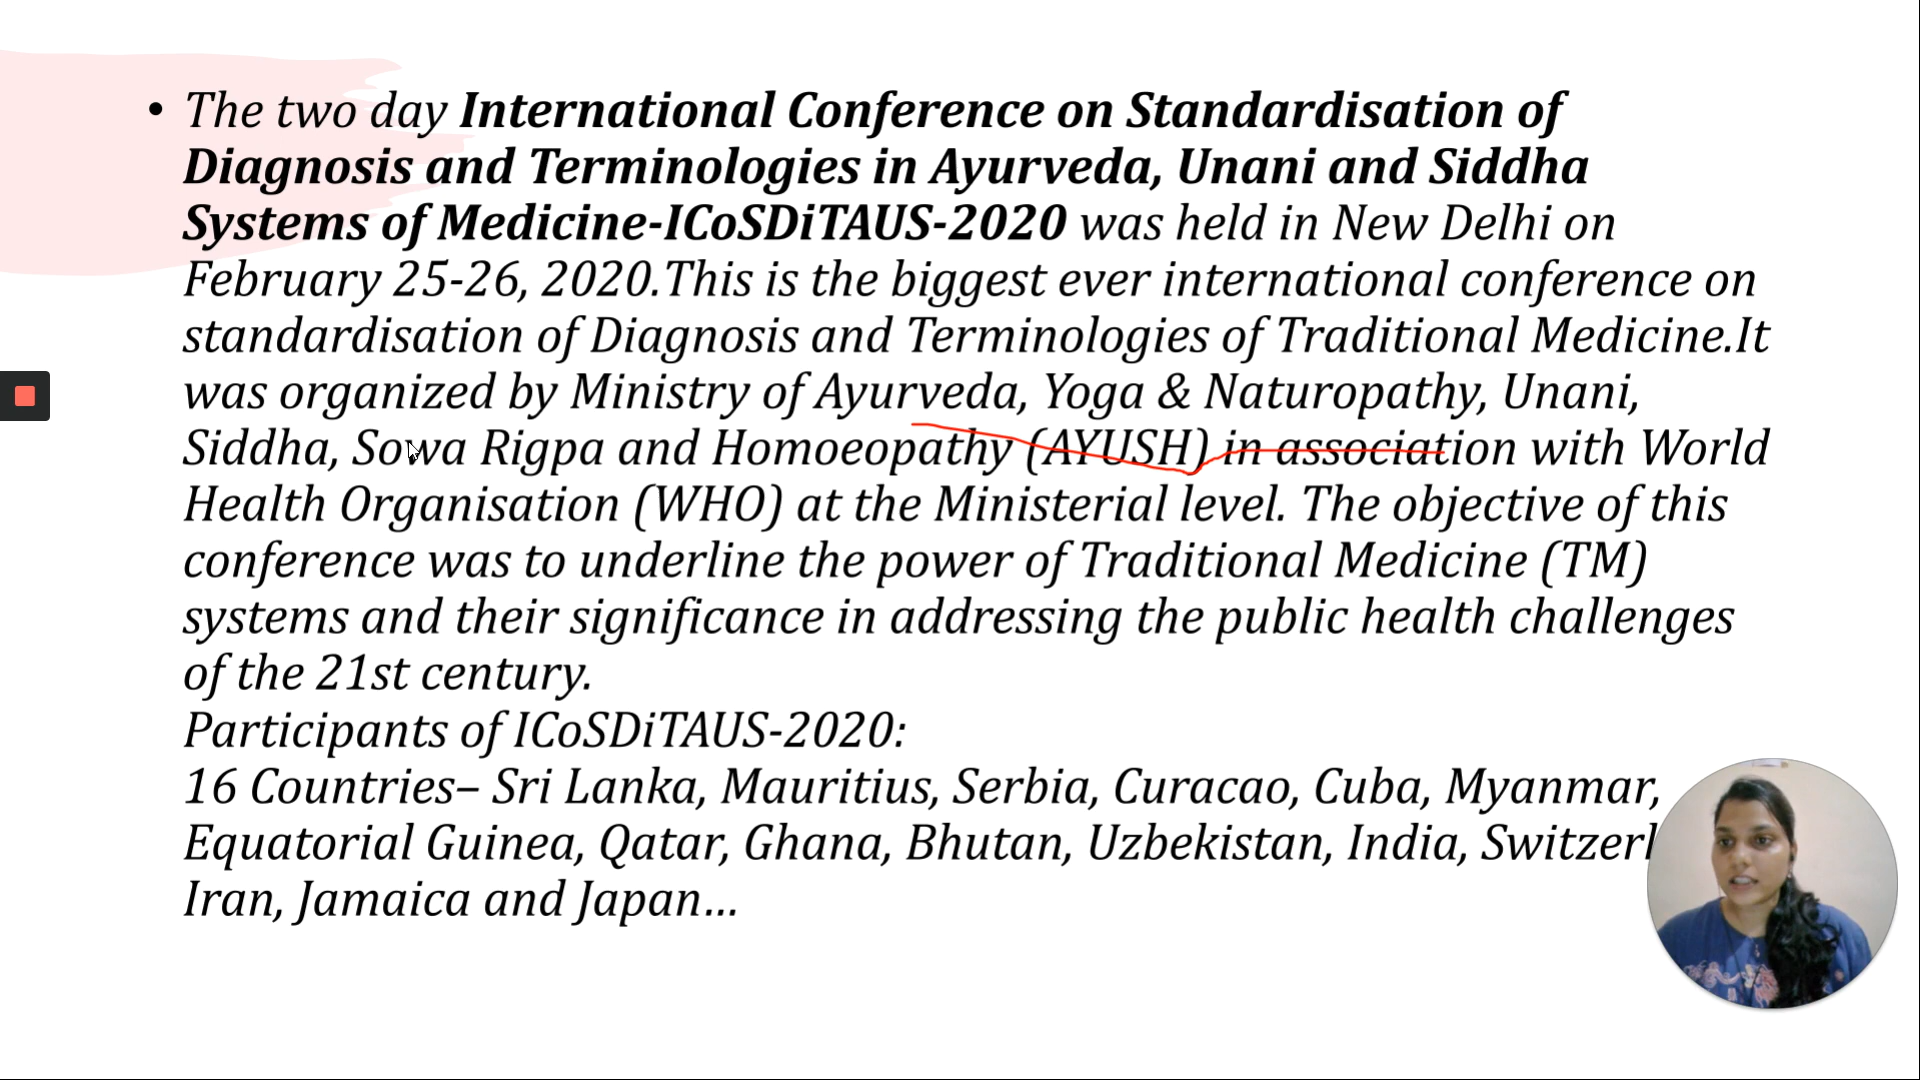 • The two day International Conference on Standardisation of
Diagnosis and Terminologies in Ayurveda, Unani and Siddha
Systems of Medicine-ICoSDiTAUS-2020 was held in New Delhi on
February 25-26, 2020.This is the biggest ever international conference on
standardisation of Diagnosis and Terminologies of Traditional Medicine.It
was organized by Ministry of Ayurveda, Yoga & Naturopathy, Unani,
Siddha, Sowa Rigpa and Homoeopathy (AYUSH) in association with World
Health Organisation (WHO) at the Ministerial level. The objective of this
conference was to underline the power of Traditional Medicine (TM)
systems and their significance in addressing the public health challenges
of the 21st century.
Participants of ICoSDiTAUS-2020:
16 Countries– Sri Lanka, Mauritius, Serbia, Curacao, Cuba, Myanmar,
Equatorial Guinea, Qatar, Ghana, Bhutan, Uzbekistan, India,
Iran, Jamaica and Japan...